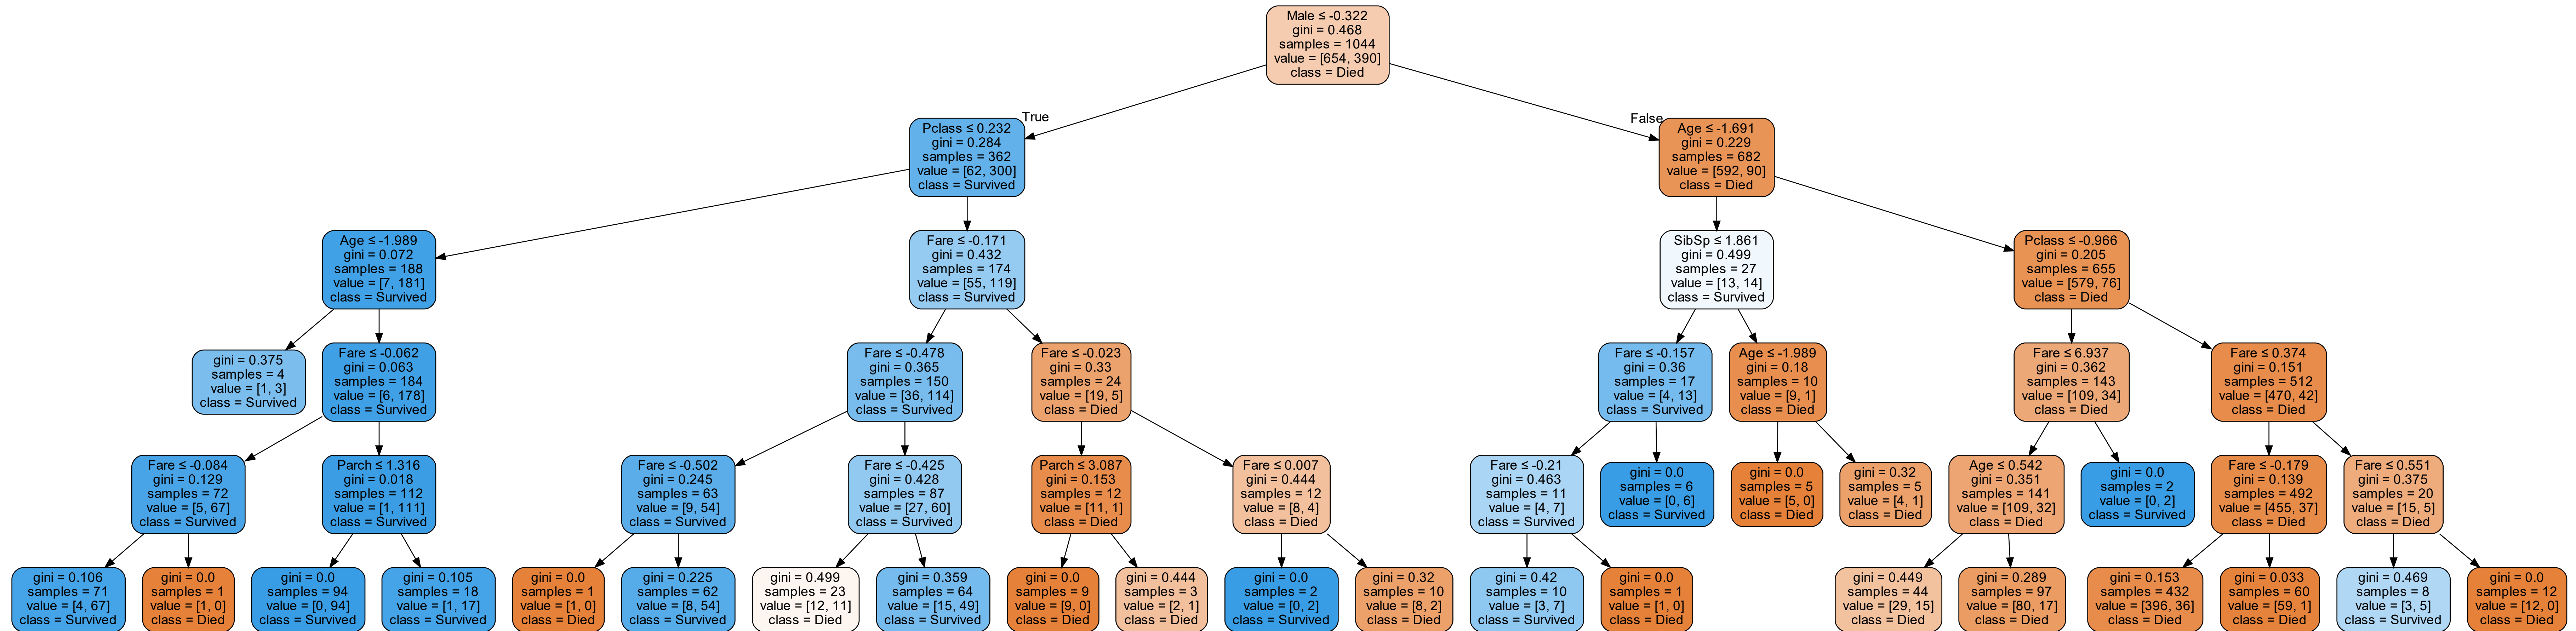 Male ≤ -0.322
gini = 0.468
samples = 1044
value = [654, 390]
class = Died
True
False
Pclass ≤ 0.232
gini = 0.284
samples = 362
value = [62, 300]
class = Survived
Age ≤ -1.691
gini = 0.229
samples = 682
value = [592, 90]
class = Died
Age ≤ -1.989
gini = 0.072
samples = 188
value = [7, 181]
class = Survived
Fare ≤ -0.171
gini = 0.432
samples = 174
value = [55, 119]
class = Survived
SibSp ≤ 1.861
gini = 0.499
samples = 27
value = [13, 14]
class = Survived
Pclass ≤ -0.966
gini = 0.205
samples = 655
value = [579, 76]
class = Died
gini = 0.375
samples = 4
value = [1, 3]
class = Survived
Fare ≤ -0.062
gini = 0.063
samples = 184
value = [6, 178]
class = Survived
Fare ≤ -0.478
gini = 0.365
samples = 150
value = [36, 114]
class = Survived
Fare ≤ -0.023
gini = 0.33
samples = 24
value = [19, 5]
class = Died
Fare ≤ -0.157
gini = 0.36
samples = 17
value = [4, 13]
class = Survived
Age ≤ -1.989
gini = 0.18
samples = 10
value = [9, 1]
class = Died
Fare ≤ 6.937
gini = 0.362
samples = 143
value = [109, 34]
class = Died
Fare ≤ 0.374
gini = 0.151
samples = 512
value = [470, 42]
class = Died
Fare ≤ -0.084
gini = 0.129
samples = 72
value = [5, 67]
class = Survived
Parch ≤ 1.316
gini = 0.018
samples = 112
value = [1, 111]
class = Survived
Fare ≤ -0.502
gini = 0.245
samples = 63
value = [9, 54]
class = Survived
Fare ≤ -0.425
gini = 0.428
samples = 87
value = [27, 60]
class = Survived
Parch ≤ 3.087
gini = 0.153
samples = 12
value = [11, 1]
class = Died
Fare ≤ 0.007
gini = 0.444
samples = 12
value = [8, 4]
class = Died
Fare ≤ -0.21
gini = 0.463
samples = 11
value = [4, 7]
class = Survived
gini = 0.0
samples = 6
value = [0, 6]
class = Survived
gini = 0.0
samples = 5
value = [5, 0]
class = Died
gini = 0.32
samples = 5
value = [4, 1]
class = Died
Age ≤ 0.542
gini = 0.351
samples = 141
value = [109, 32]
class = Died
gini = 0.0
samples = 2
value = [0, 2]
class = Survived
Fare ≤ -0.179
gini = 0.139
samples = 492
value = [455, 37]
class = Died
Fare ≤ 0.551
gini = 0.375
samples = 20
value = [15, 5]
class = Died
gini = 0.106
samples = 71
value = [4, 67]
class = Survived
gini = 0.0
samples = 1
value = [1, 0]
class = Died
gini = 0.0
samples = 94
value = [0, 94]
class = Survived
gini = 0.105
samples = 18
value = [1, 17]
class = Survived
gini = 0.0
samples = 1
value = [1, 0]
class = Died
gini = 0.225
samples = 62
value = [8, 54]
class = Survived
gini = 0.499
samples = 23
value = [12, 11]
class = Died
gini = 0.359
samples = 64
value = [15, 49]
class = Survived
gini = 0.0
samples = 9
value = [9, 0]
class = Died
gini = 0.444
samples = 3
value = [2, 1]
class = Died
gini = 0.0
samples = 2
value = [0, 2]
class = Survived
gini = 0.32
samples = 10
value = [8, 2]
class = Died
gini = 0.42
samples = 10
value = [3, 7]
class = Survived
gini = 0.0
samples = 1
value = [1, 0]
class = Died
gini = 0.449
samples = 44
value = [29, 15]
class = Died
gini = 0.289
samples = 97
value = [80, 17]
class = Died
gini = 0.153
samples = 432
value = [396, 36]
class = Died
gini = 0.033
samples = 60
value = [59, 1]
class = Died
gini = 0.469
samples = 8
value = [3, 5]
class = Survived
gini = 0.0
samples = 12
value = [12, 0]
class = Died